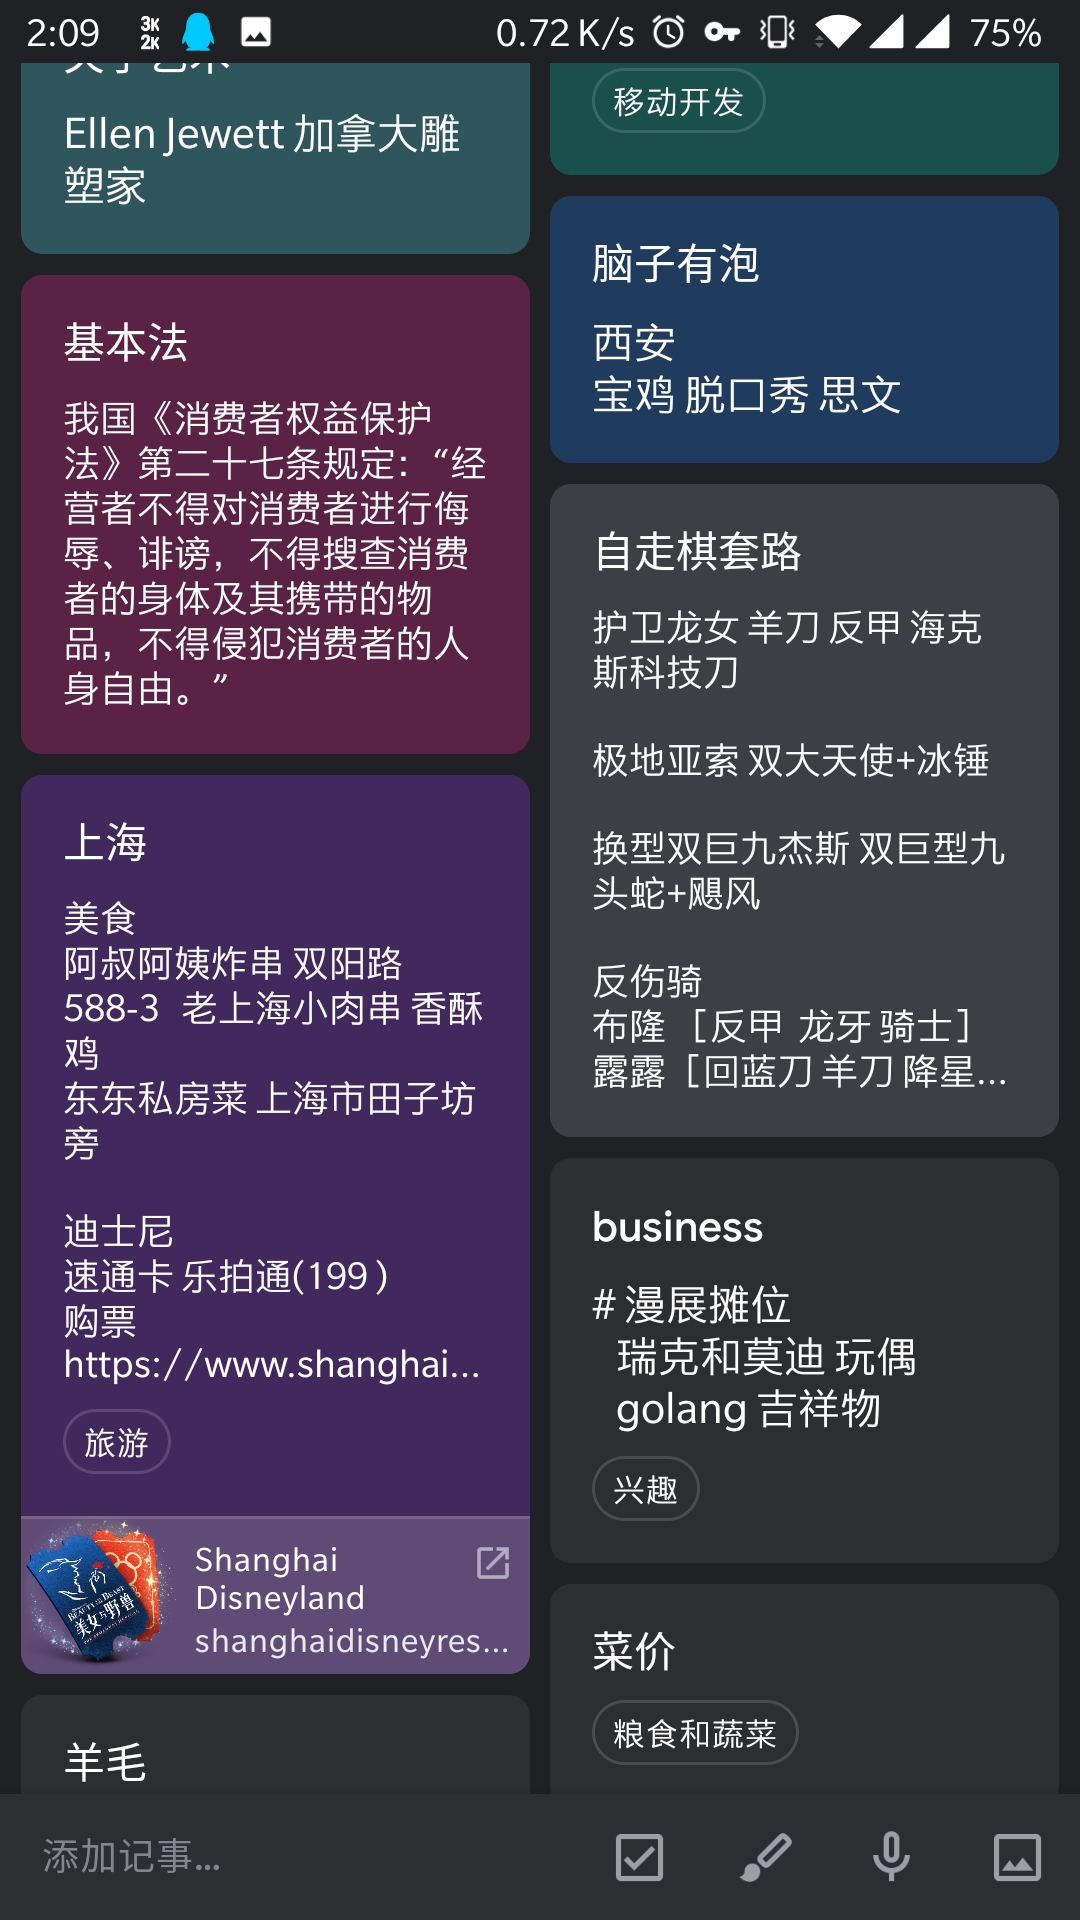 2:09
3K
2K
0.72 K/s
75%
Ellen Jewett 加拿大雕
塑家
基本法
我国《消费者权益保护
法》第二十七条规定：“经
营者不得对消费者进行侮
辱、诽谤，不得搜查消费
者的身体及其携带的物
品，不得侵犯消费者的人
身自由。”
上海
美食
阿叔阿姨炸串 双阳路
588-3 老上海小肉串 香酥
鸡
东东私房菜 上海市田子坊
旁
迪士尼
速通卡 乐拍通(199 )
购票
https://www.shanghai...
旅游
BEAUTY AND THE BEAST
美女与野兽
Shanghai
Disneyland
shanghaidisneyres...
羊毛
移动开发
脑子有泡
西安
宝鸡 脱口秀 思文
自走棋套路
护卫龙女 羊刀 反甲 海克
斯科技刀
极地亚索 双大天使+冰锤
换型双巨九杰斯 双巨型九
头蛇+飓风
反伤骑
布隆［反甲 龙牙 骑士］
露露［回蓝刀 羊刀 降星...
business
# 漫展摊位
瑞克和莫迪 玩偶
golang 吉祥物
兴趣
菜价
粮食和蔬菜
添加记事...